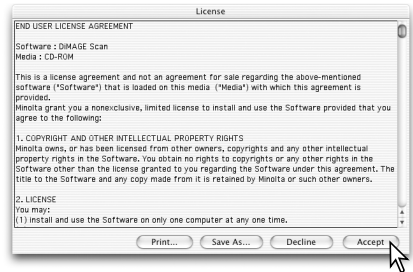 License
END USER LICENSE AGREEMENT
Software : DiMAGE Scan
Media : CD-ROM
This is a license agreement and not an agreement for sale regarding the above-mentioned
software ("Software") that is loaded on this media ("Media") with which this agreement is
provided.
Minolta grant you a nonexclusive, limited license to install and use the Software provided that you
agree to the following:
1. COPYRIGHT AND OTHER INTELLECTUAL PROPERTY RIGHTS
Minolta owns, or has been licensed from other owners, copyrights and any other intellectual
property rights in the Software. You obtain no rights to copyrights or any other rights in the
Software other than the license granted to you regarding the Software under this agreement. The
title to the Software and any copy made from it is retained by Minolta or such other owners.
2. LICENSE
You may:
(1) install and use the Software on only one computer at any one time.
Print... Save As... Decline Accept